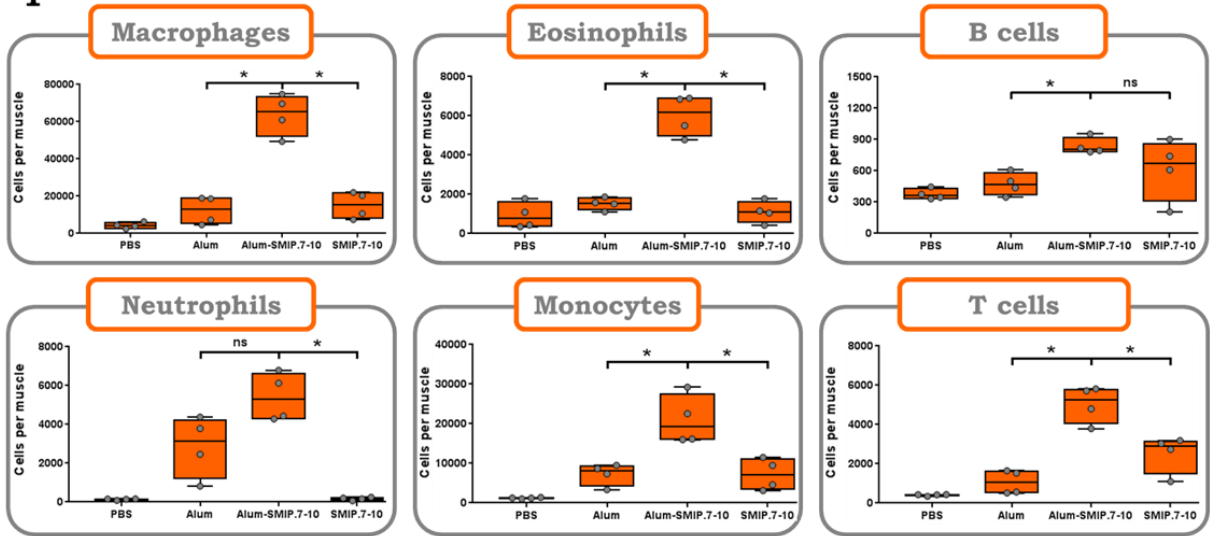 Macrophages
Eosinophils
B cells
Cells per muscle
80000
60000
40000
20000
0
* *
PBS Alum Alum-SMIP.7-10 SMIP.7-10
Cells per muscle
8000
6000
4000
2000
0
* *
PBS Alum Alum-SMIP.7-10 SMIP.7-10
Cells per muscle
1500
1200
900
600
300
0
* ns
PBS Alum Alum-SMIP.7-10 SMIP.7-10
Neutrophils
Monocytes
T cells
Cells per muscle
8000
6000
4000
2000
0
ns *
PBS Alum Alum-SMIP.7-10 SMIP.7-10
Cells per muscle
40000
30000
20000
10000
0
* *
PBS Alum Alum-SMIP.7-10 SMIP.7-10
Cells per muscle
8000
6000
4000
2000
0
* *
PBS Alum Alum-SMIP.7-10 SMIP.7-10